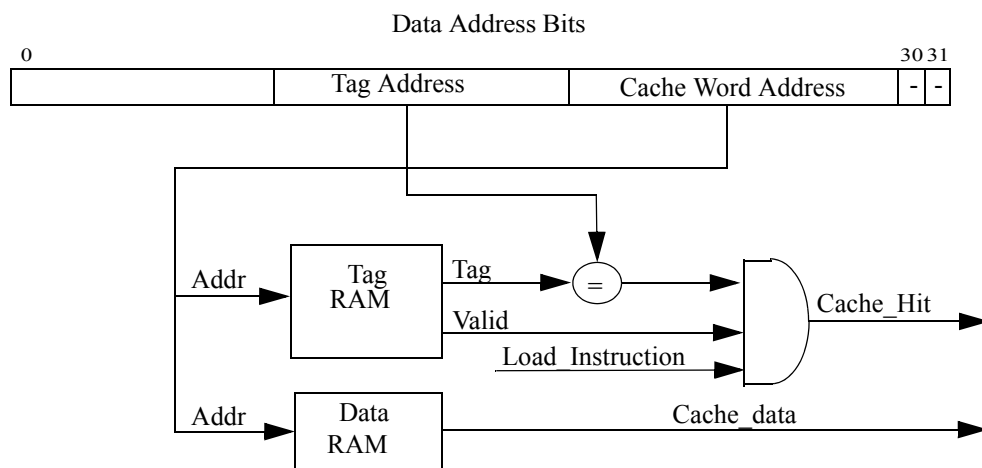 Data Address Bits
0 30 31
Tag Address Cache Word Address - -
Addr Tag RAM Tag = Cache_Hit
Valid
Load_Instruction
Addr Data RAM Cache_data